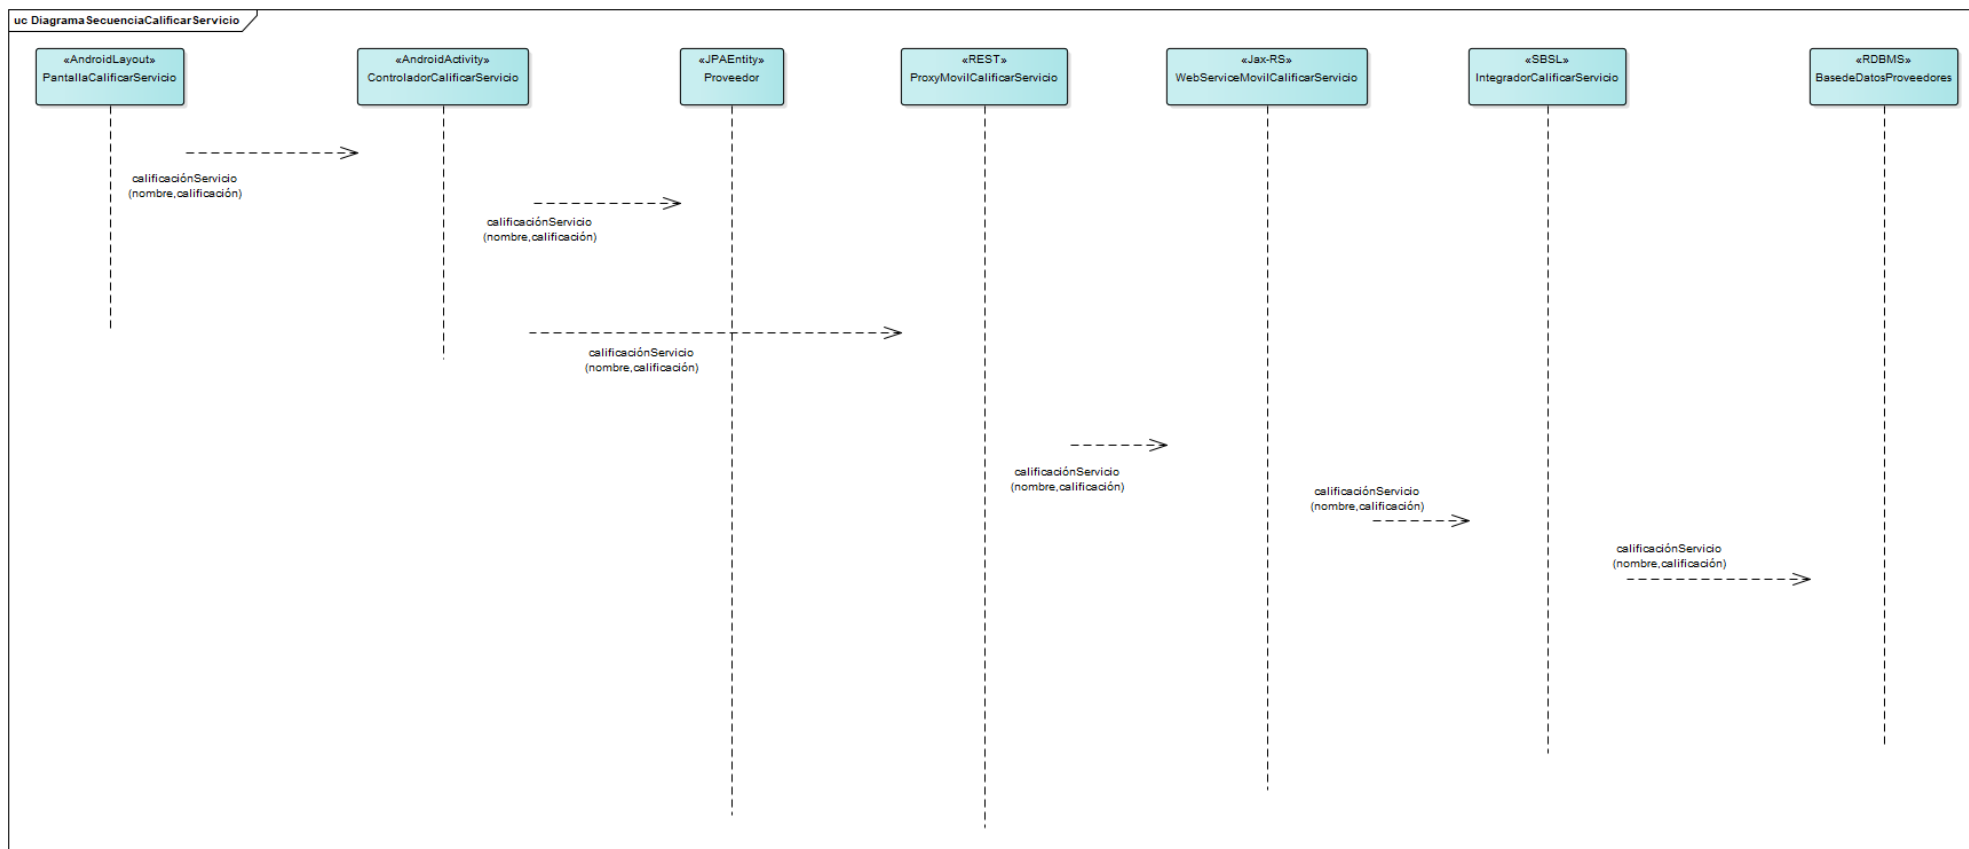 uc DiagramaSecuenciaCalificarServicio
«AndroidLayout»
PantallaCalificarServicio
«AndroidActivity»
ControladorCalificarServicio
«JPAEntity»
Proveedor
«REST»
ProxyMovilCalificarServicio
«Jax-RS»
WebServiceMovilCalificarServicio
«SBSL»
IntegradorCalificarServicio
«RDBMS»
BasedeDatosProveedores
calificaciónServicio
(nombre,calificación)
calificaciónServicio
(nombre,calificación)
calificaciónServicio
(nombre,calificación)
calificaciónServicio
(nombre,calificación)
calificaciónServicio
(nombre,calificación)
calificaciónServicio
(nombre,calificación)